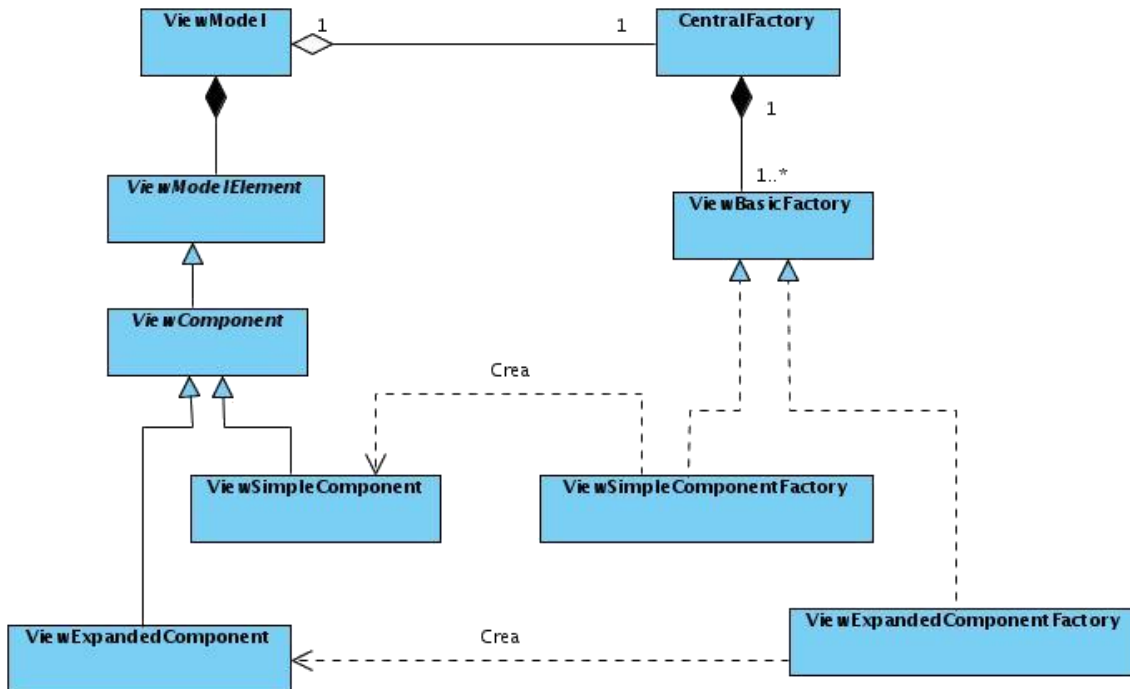 ViewModel
1
1
CentralFactory
1
1..*
ViewModelElement
ViewBasicFactory
ViewComponent
Crea
ViewSimpleComponent
ViewSimpleComponentFactory
ViewExpandedComponent
Crea
ViewExpandedComponentFactory